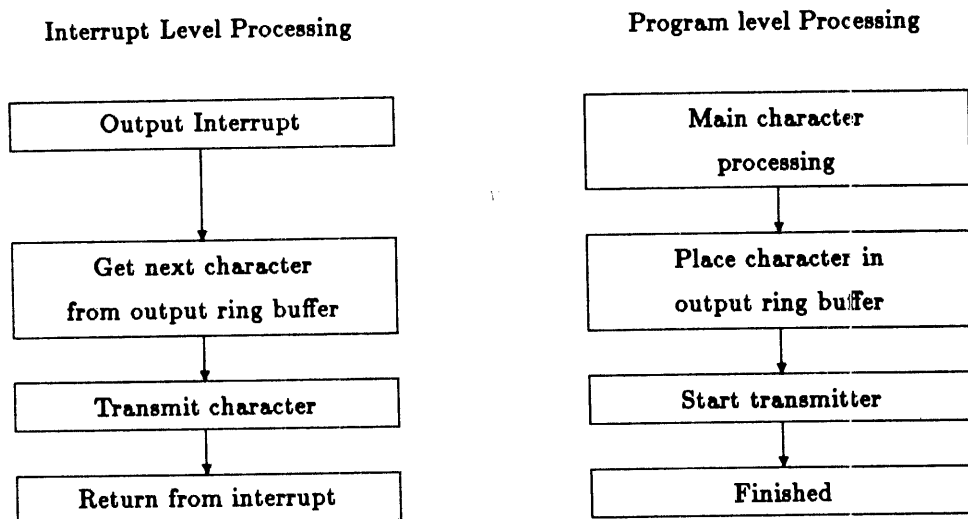 Interrupt Level Processing
Output Interrupt
Get next character
from output ring buffer
Transmit character
Return from interrupt
Program level Processing
Main character
processing
Place character in
output ring buffer
Start transmitter
Finished